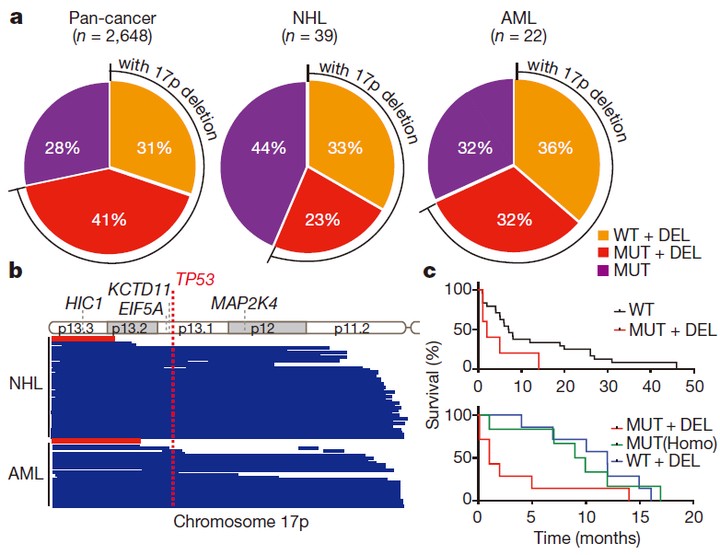 a
Pan-cancer
(n = 2,648)
with 17p deletion
28%
31%
41%
NHL
(n = 39)
with 17p deletion
44%
33%
23%
AML
(n = 22)
with 17p deletion
32%
36%
32%
WT + DEL
MUT + DEL
MUT
b
TP53
KCTD11
HIC1
EIF5A
MAP2K4
p13.3
p13.2
p13.1
p12
p11.2
NHL
AML
Chromosome 17p
c
Survival (%)
100
50
0
WT
MUT + DEL
0 10 20 30 40 50
100
50
0
MUT + DEL
MUT(Homo)
WT + DEL
0 5 10 15 20
Time (months)